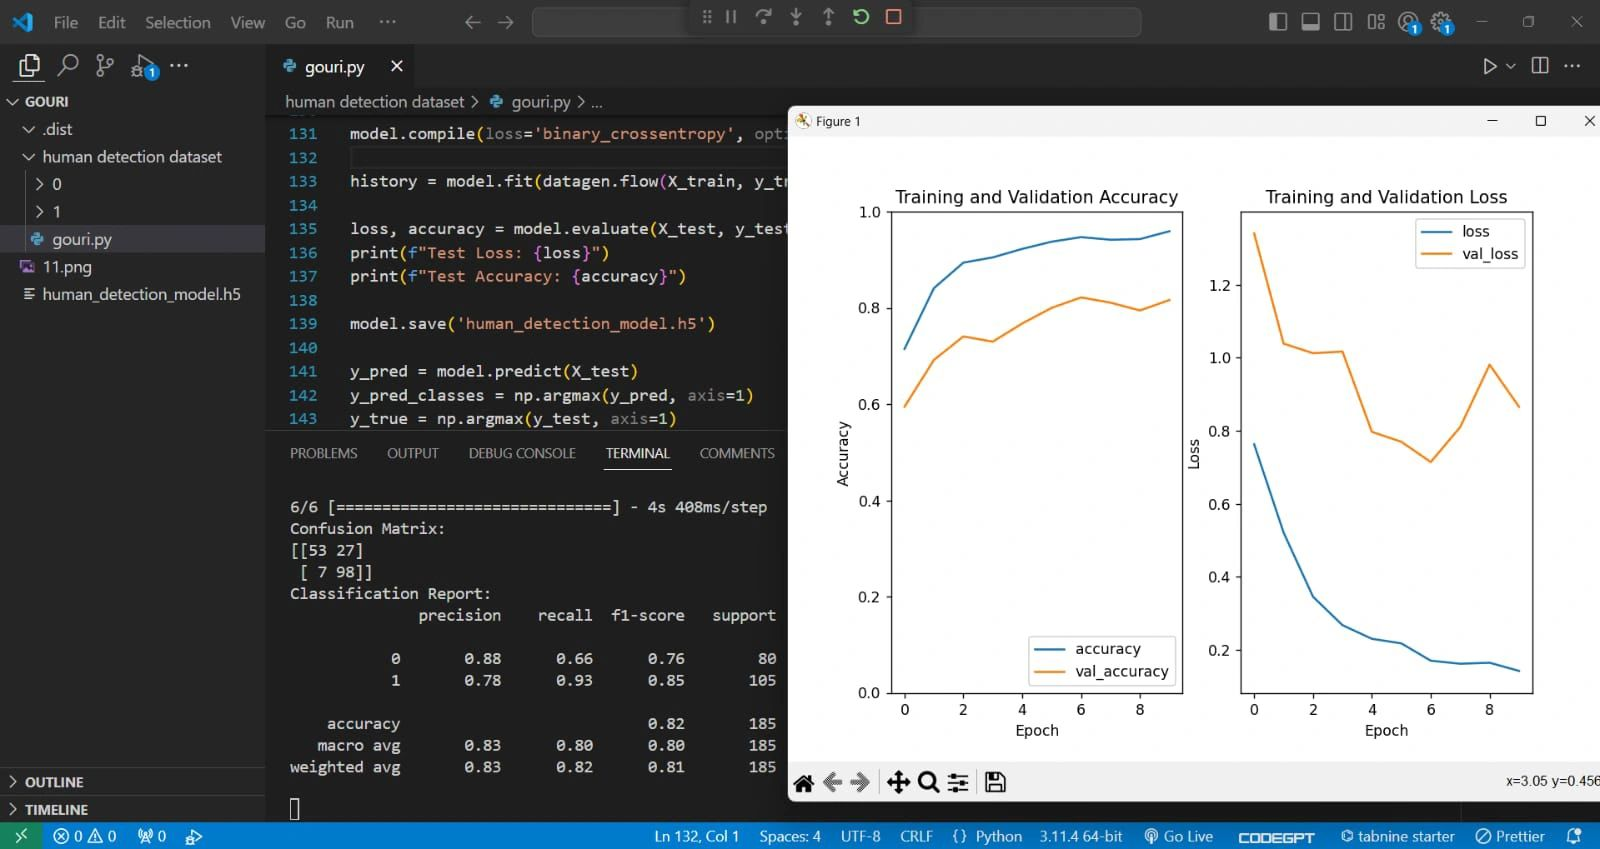 File Edit Selection View Go Run ...
gouri.py
GOURI
.dist
human detection dataset
0
1
gouri.py
11.png
human_detection_model.h5
OUTLINE
TIMELINE
human detection dataset > gouri.py > ...
131 model.compile(loss='binary_crossentropy',
132
133 history = model.fit(datagen.flow(X_train,
134
135 loss, accuracy = model.evaluate(X_test,
136 print(f"Test Loss: {loss}")
137 print(f"Test Accuracy: {accuracy}")
138
139 model.save('human_detection_model.h5')
140
141 y_pred = model.predict(X_test)
142 y_pred_classes = np.argmax(y_pred, axis=1)
143 y_true = np.argmax(y_test, axis=1)
PROBLEMS OUTPUT DEBUG CONSOLE TERMINAL COMMENTS
6/6 [==============================] - 4s 408ms/step
Confusion Matrix:
[[53 27]
[ 7 98]]
Classification Report:
precision recall f1-score support
0 0.88 0.66 0.76 80
1 0.78 0.93 0.85 105
accuracy 0.82 185
macro avg 0.83 0.80 0.80 185
weighted avg 0.83 0.82 0.81 185
Figure 1
Training and Validation Accuracy
1.0
0.8
0.6
0.4
0.2
0.0
Accuracy
accuracy
val_accuracy
0 2 4 6 8
Epoch
Training and Validation Loss
loss
val_loss
1.2
1.0
0.8
0.6
0.4
0.2
Loss
0 2 4 6 8
Epoch
x=3.05 y=0.456
0 0 0 Ln 132, Col 1 Spaces: 4 UTF-8 CRLF {} Python 3.11.4 64-bit Go Live CODEGPT tabnine starter Prettier